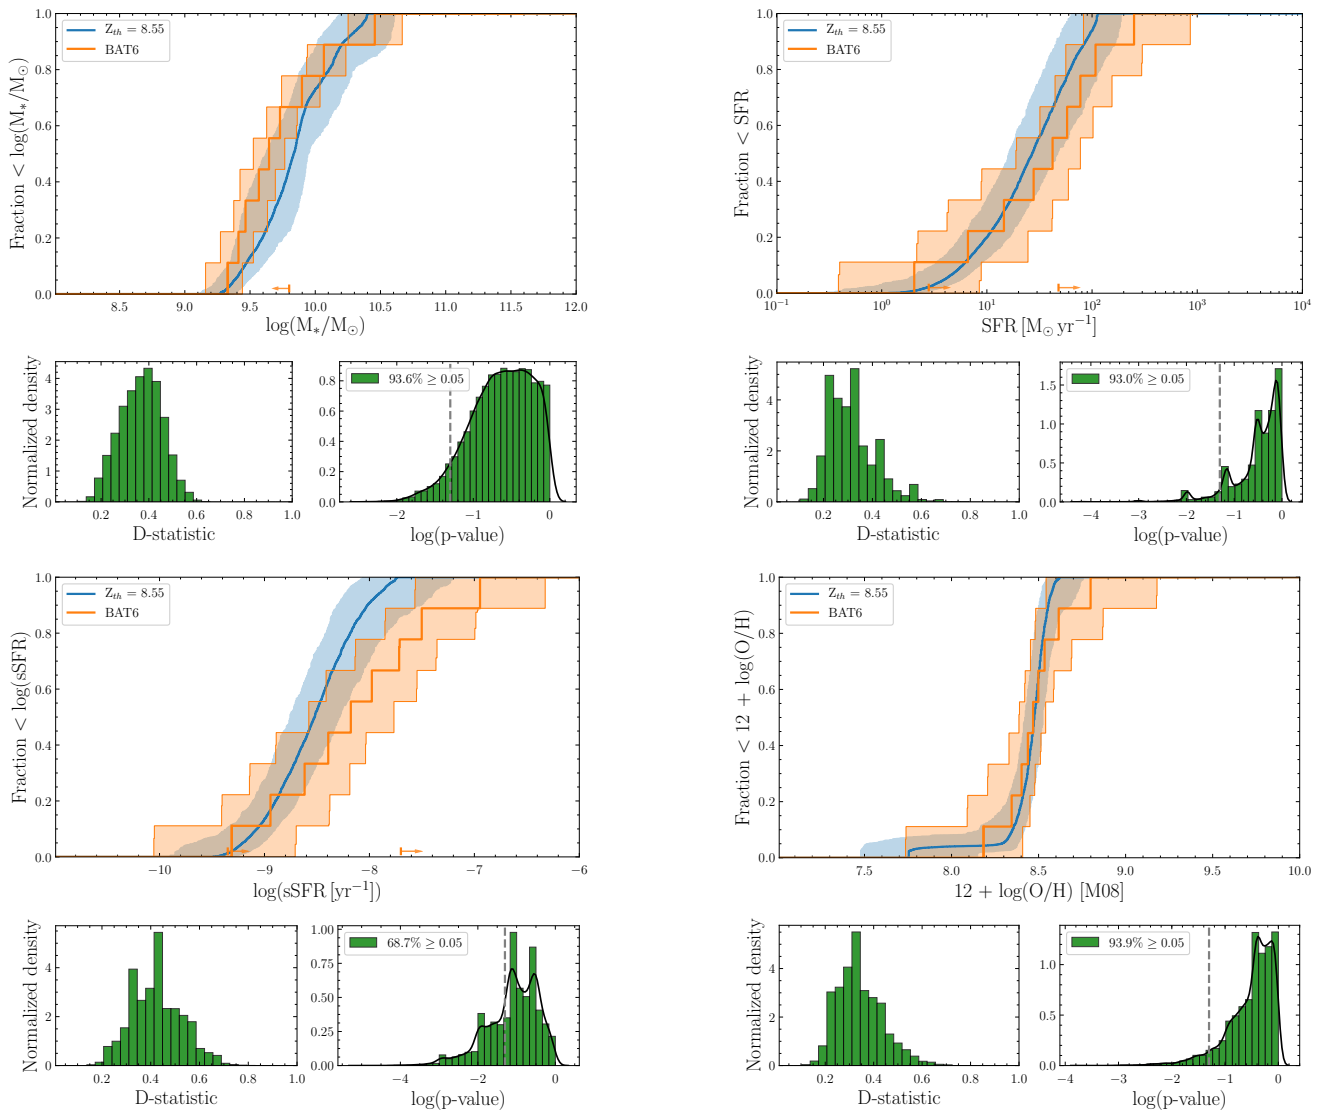 Fraction < log(M*/M⊙)
1.0
0.8
0.6
0.4
0.2
0.0
Z_th = 8.55
BAT6
8.5 9.0 9.5 10.0 10.5 11.0 11.5 12.0
log(M*/M⊙)
Fraction < SFR
1.0
0.8
0.6
0.4
0.2
0.0
Z_th = 8.55
BAT6
10⁻¹ 10⁰ 10¹ 10² 10³ 10⁴
SFR [M⊙ yr⁻¹]
Normalized density
4
3
2
1
0
0.2 0.4 0.6 0.8 1.0
D-statistic
93.6% ≥ 0.05
0.8
0.6
0.4
0.2
0.0
−2 −1 0
log(p-value)
Normalized density
4
2
0
0.2 0.4 0.6 0.8 1.0
D-statistic
93.0% ≥ 0.05
1.5
1.0
0.5
0.0
−4 −3 −2 −1 0
log(p-value)
Fraction < log(sSFR)
1.0
0.8
0.6
0.4
0.2
0.0
Z_th = 8.55
BAT6
−10 −9 −8 −7 −6
log(sSFR [yr⁻¹])
Fraction < 12 + log(O/H)
1.0
0.8
0.6
0.4
0.2
0.0
Z_th = 8.55
BAT6
7.5 8.0 8.5 9.0 9.5 10.0
12 + log(O/H) [M08]
Normalized density
4
2
0
0.2 0.4 0.6 0.8 1.0
D-statistic
68.7% ≥ 0.05
1.00
0.75
0.50
0.25
0.00
−4 −2 0
log(p-value)
Normalized density
4
2
0
0.2 0.4 0.6 0.8 1.0
D-statistic
93.9% ≥ 0.05
1.0
0.5
0.0
−4 −3 −2 −1 0
log(p-value)